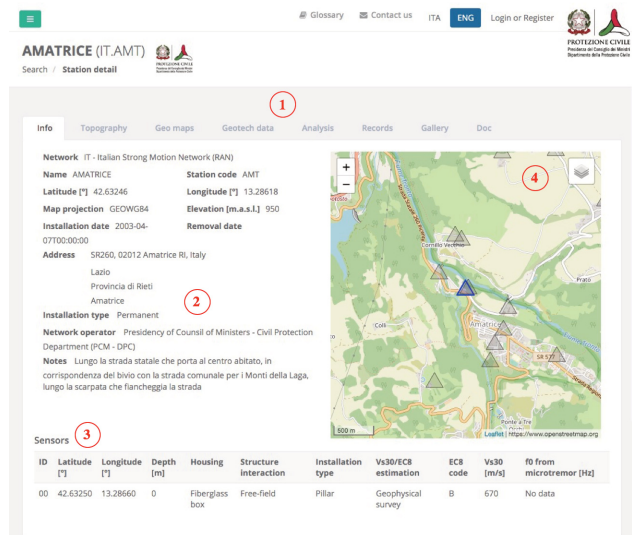 Glossary Contact us ITA ENG Login or Register
PROTEZIONE CIVILE
Presidenza del Consiglio dei Ministri
Dipartimento della Protezione Civile
AMATRICE (IT.AMT)
PROTEZIONE CIVILE
Search / Station detail
1
Info Topography Geo maps Geotech data Analysis Records Gallery Doc
Network IT - Italian Strong Motion Network (RAN)
Name AMATRICE Station code AMT
Latitude [°] 42.63246 Longitude [°] 13.28618
Map projection GEOWG84 Elevation [m.a.s.l.] 950
Installation date 2003-04-
07T00:00:00
Removal date
Address SR260, 02012 Amatrice RI, Italy
Lazio
Provincia di Rieti
Amatrice
2
Installation type Permanent
Network operator Presidency of Counsil of Ministers - Civil Protection
Department (PCM - DPC)
Notes Lungo la strada statale che porta al centro abitato, in
corrispondenza del bivio con la strada comunale per i Monti della Laga,
lungo la scarpata che fiancheggia la strada
+
−
4
Cornillo Vecchio
Prato
Colli
Amatrice
SR 577
Ponte a Tre
500 m
Leaflet | https://www.openstreetmap.org
Sensors
3
ID Latitude [°] Longitude [°] Depth [m] Housing Structure interaction Installation type Vs30/EC8 estimation EC8 code Vs30 [m/s] f0 from microtremor [Hz]
00 42.63250 13.28660 0 Fiberglass box Free-field Pillar Geophysical survey B 670 No data